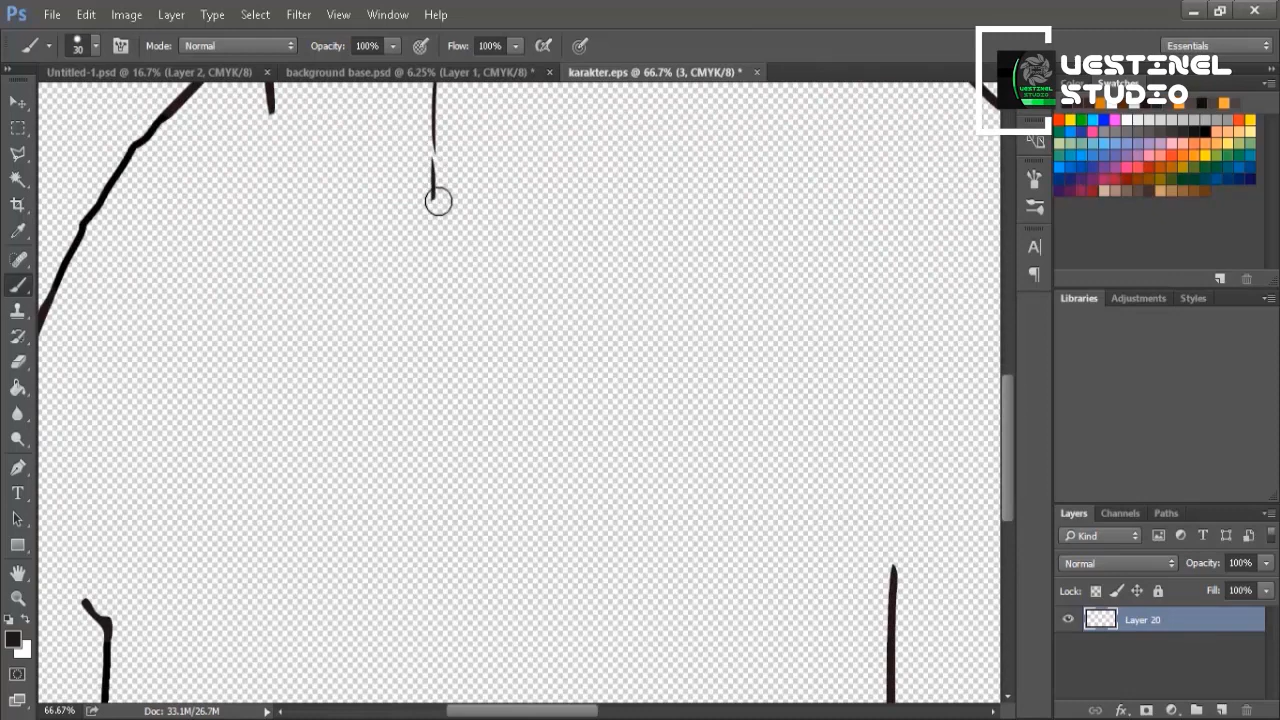 Ps File Edit Image Layer Type Select Filter View Window Help
30 Mode: Normal Opacity: 100% Flow: 100% Essentials
Untitled-1.psd @ 16.7% (Layer 2, CMYK/8) × background base.psd @ 6.25% (Layer 1, CMYK/8) * × karakter.eps @ 66.7% (3, CMYK/8) * ×
VESTINEL
STUDIO
Color Swatches
Libraries Adjustments Styles
Layers Channels Paths
Kind
Normal Opacity: 100%
Lock: Fill: 100%
Layer 20
66.67% Doc: 33.1M/26.7M